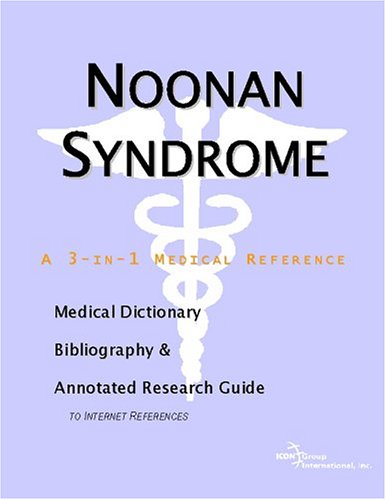 NOONAN
SYNDROME
A 3-IN-1 MEDICAL REFERENCE
Medical Dictionary
Bibliography &
Annotated Research Guide
TO INTERNET REFERENCES
ICON Group
International, Inc.